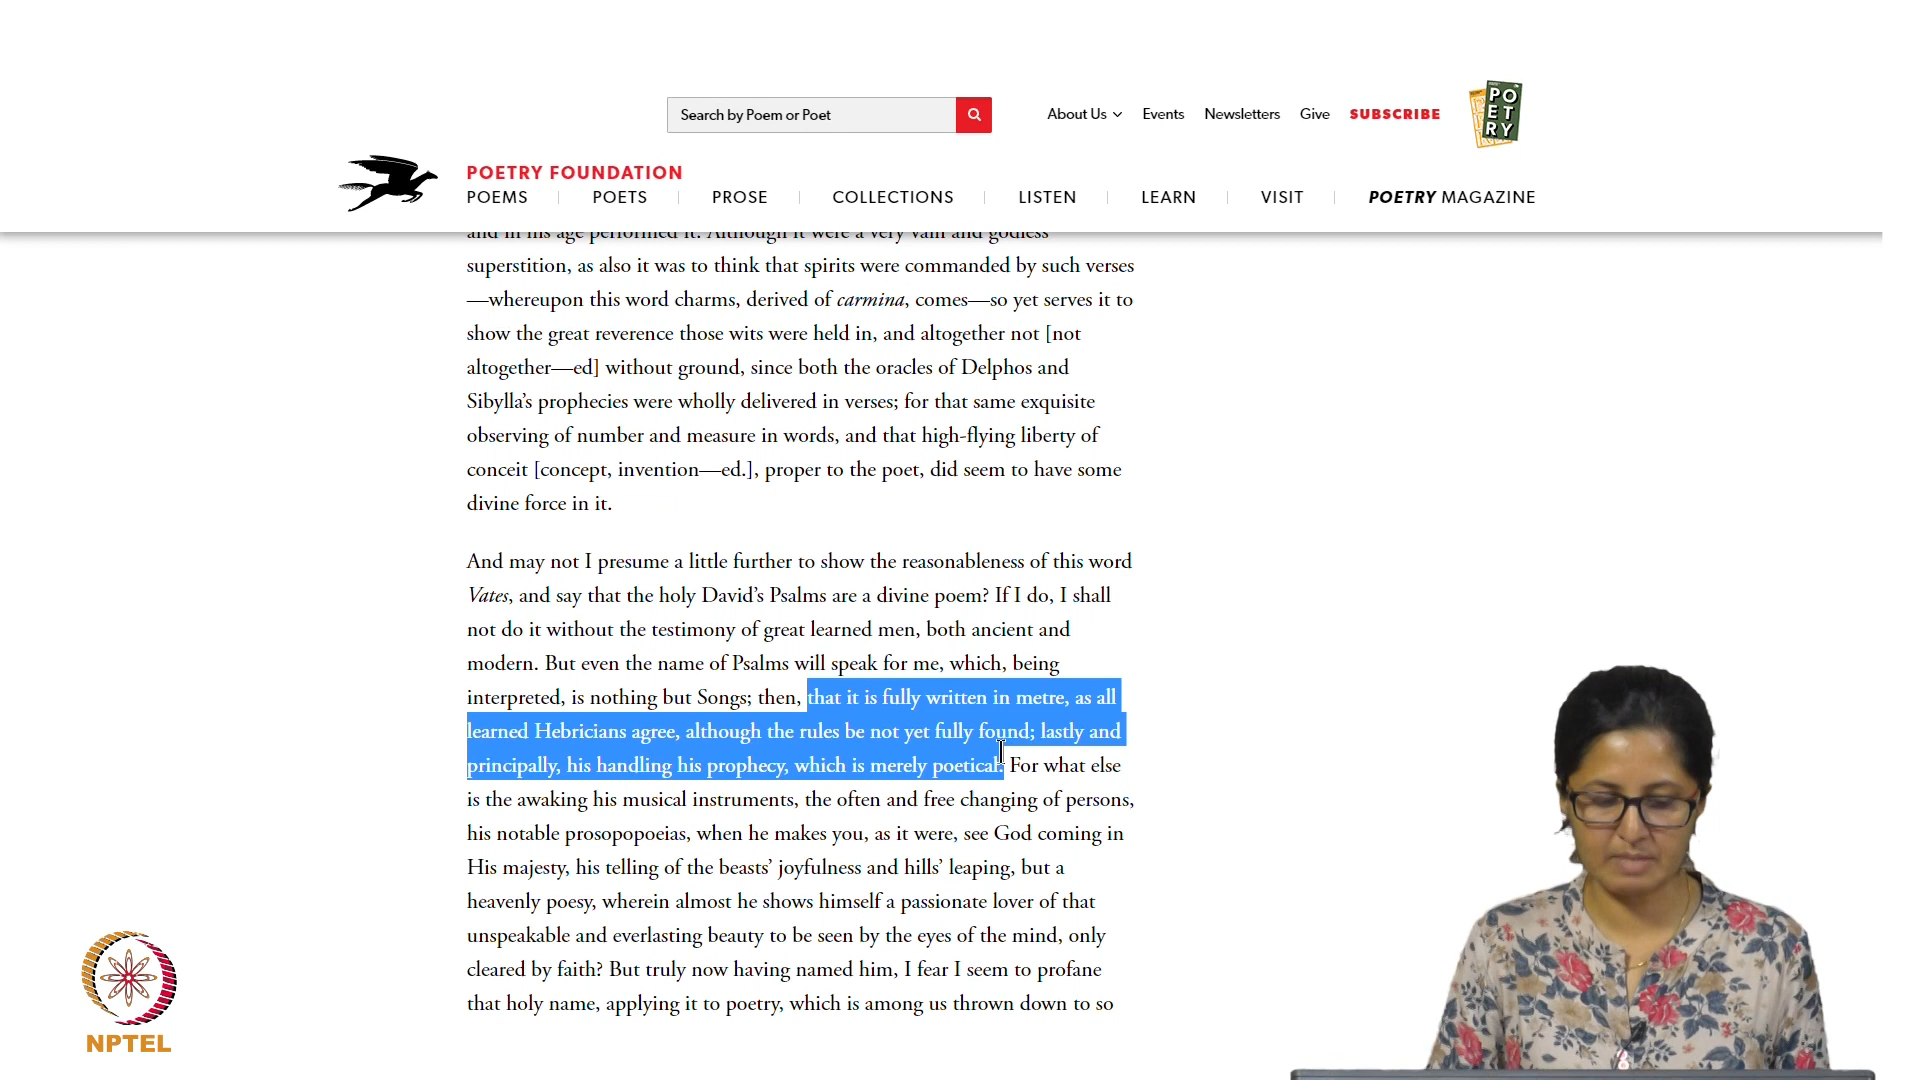 Search by Poem or Poet
About Us
Events
Newsletters
Give
SUBSCRIBE
PO
ET
RY
POETRY FOUNDATION
POEMS
POETS
PROSE
COLLECTIONS
LISTEN
LEARN
VISIT
POETRY MAGAZINE
and in his age performed it. Although it were a very vain and godless
superstition, as also it was to think that spirits were commanded by such verses
—whereupon this word charms, derived of carmina, comes—so yet serves it to
show the great reverence those wits were held in, and altogether not [not
altogether—ed] without ground, since both the oracles of Delphos and
Sibylla’s prophecies were wholly delivered in verses; for that same exquisite
observing of number and measure in words, and that high-flying liberty of
conceit [concept, invention—ed.], proper to the poet, did seem to have some
divine force in it.
And may not I presume a little further to show the reasonableness of this word
Vates, and say that the holy David’s Psalms are a divine poem? If I do, I shall
not do it without the testimony of great learned men, both ancient and
modern. But even the name of Psalms will speak for me, which, being
interpreted, is nothing but Songs; then, that it is fully written in metre, as all
learned Hebricians agree, although the rules be not yet fully found; lastly and
principally, his handling his prophecy, which is merely poetical. For what else
is the awaking his musical instruments, the often and free changing of persons,
his notable prosopopoeias, when he makes you, as it were, see God coming in
His majesty, his telling of the beasts’ joyfulness and hills’ leaping, but a
heavenly poesy, wherein almost he shows himself a passionate lover of that
unspeakable and everlasting beauty to be seen by the eyes of the mind, only
cleared by faith? But truly now having named him, I fear I seem to profane
that holy name, applying it to poetry, which is among us thrown down to so
NPTEL